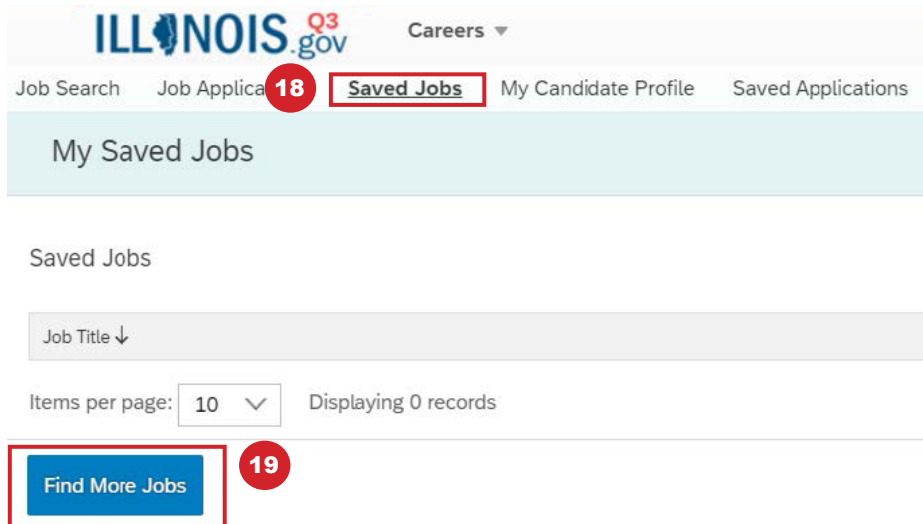 ILLINOIS.gov Q3 Careers
Job Search Job Applica 18 Saved Jobs My Candidate Profile Saved Applications
My Saved Jobs
Saved Jobs
Job Title ↓
Items per page: 10 Displaying 0 records
Find More Jobs 19